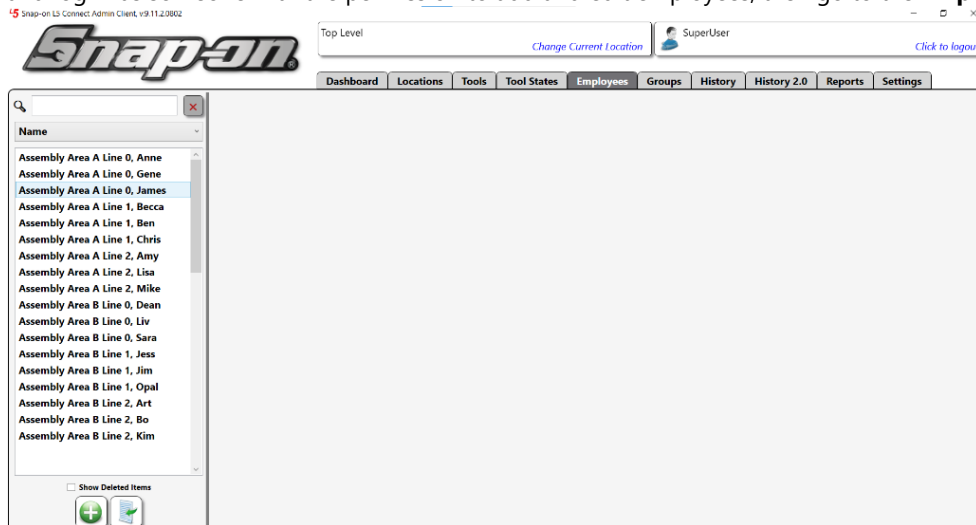 Snap-on L5 Connect Admin Client, v:9.11.2.0802
Snap-on®
Top Level
Change Current Location
SuperUser
Click to logou
Dashboard Locations Tools Tool States Employees Groups History History 2.0 Reports Settings
Name
Assembly Area A Line 0, Anne
Assembly Area A Line 0, Gene
Assembly Area A Line 0, James
Assembly Area A Line 1, Becca
Assembly Area A Line 1, Ben
Assembly Area A Line 1, Chris
Assembly Area A Line 2, Amy
Assembly Area A Line 2, Lisa
Assembly Area A Line 2, Mike
Assembly Area B Line 0, Dean
Assembly Area B Line 0, Liv
Assembly Area B Line 0, Sara
Assembly Area B Line 1, Jess
Assembly Area B Line 1, Jim
Assembly Area B Line 1, Opal
Assembly Area B Line 2, Art
Assembly Area B Line 2, Bo
Assembly Area B Line 2, Kim
Show Deleted Items